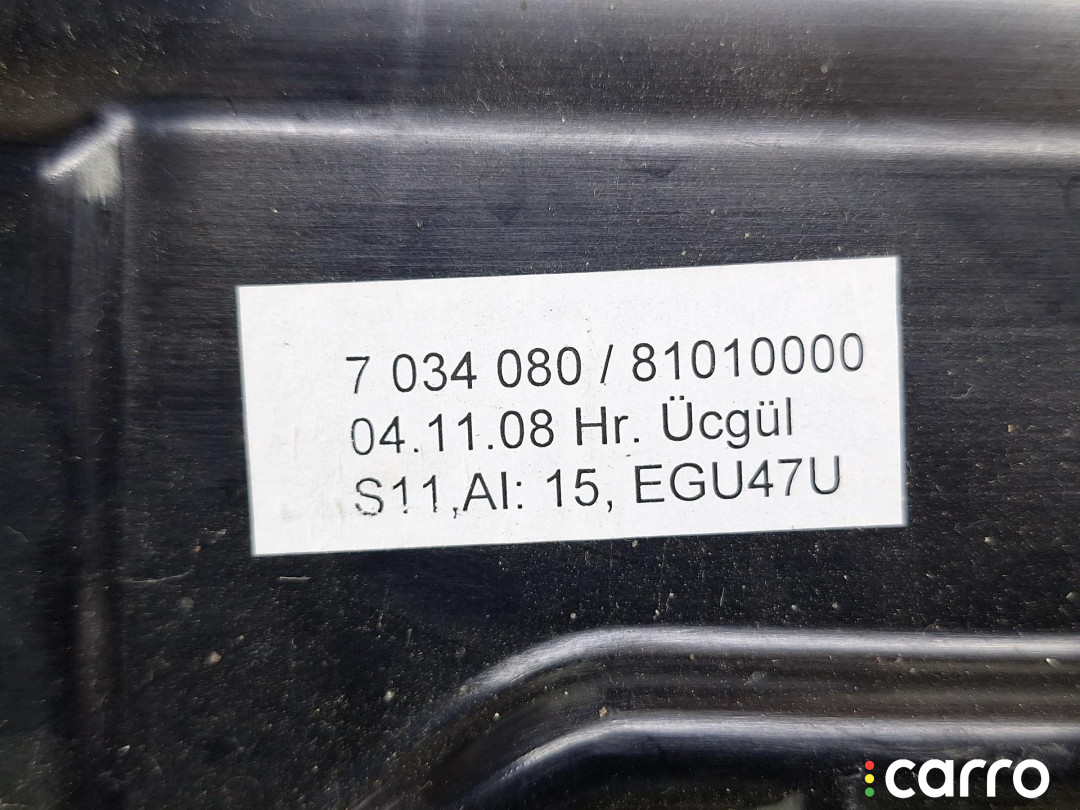 7 034 080 / 81010000
04.11.08 Hr. Ücgül
S11,AI: 15, EGU47U
carro